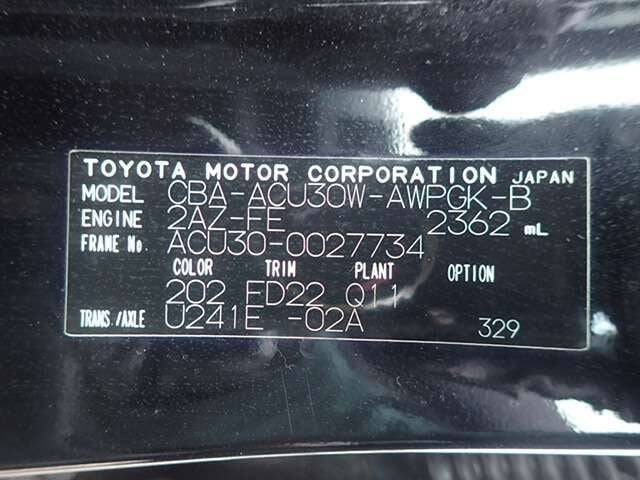 TOYOTA MOTOR CORPORATION JAPAN
MODEL CBA-ACU30W-AWPGK-B
ENGINE 2AZ-FE 2362 mL
FRAME No. ACU30-0027734
COLOR TRIM PLANT OPTION
202 FD22 Q11
TRANS./AXLE U241E -02A 329